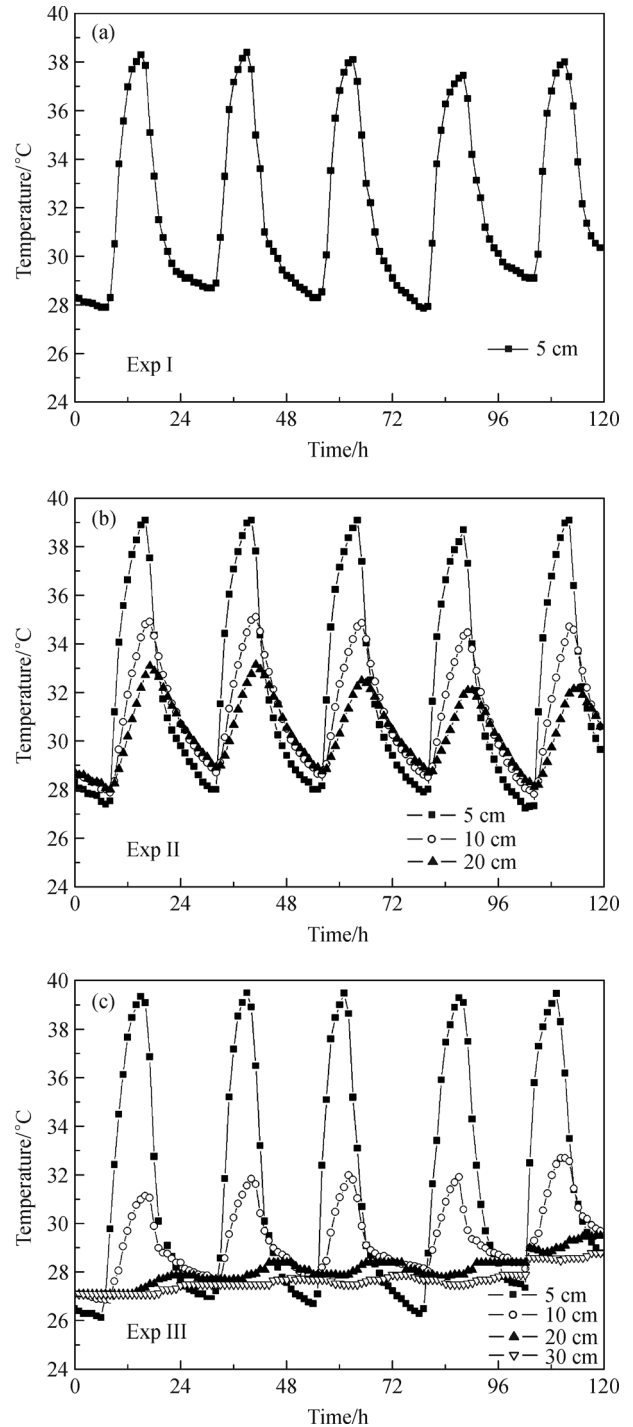 (a)
40
38
36
34
32
30
28
26
24
Temperature/°C
Exp I
5 cm
0 24 48 72 96 120
Time/h
(b)
40
38
36
34
32
30
28
26
24
Temperature/°C
Exp II
5 cm
10 cm
20 cm
0 24 48 72 96 120
Time/h
(c)
40
38
36
34
32
30
28
26
24
Temperature/°C
Exp III
5 cm
10 cm
20 cm
30 cm
0 24 48 72 96 120
Time/h